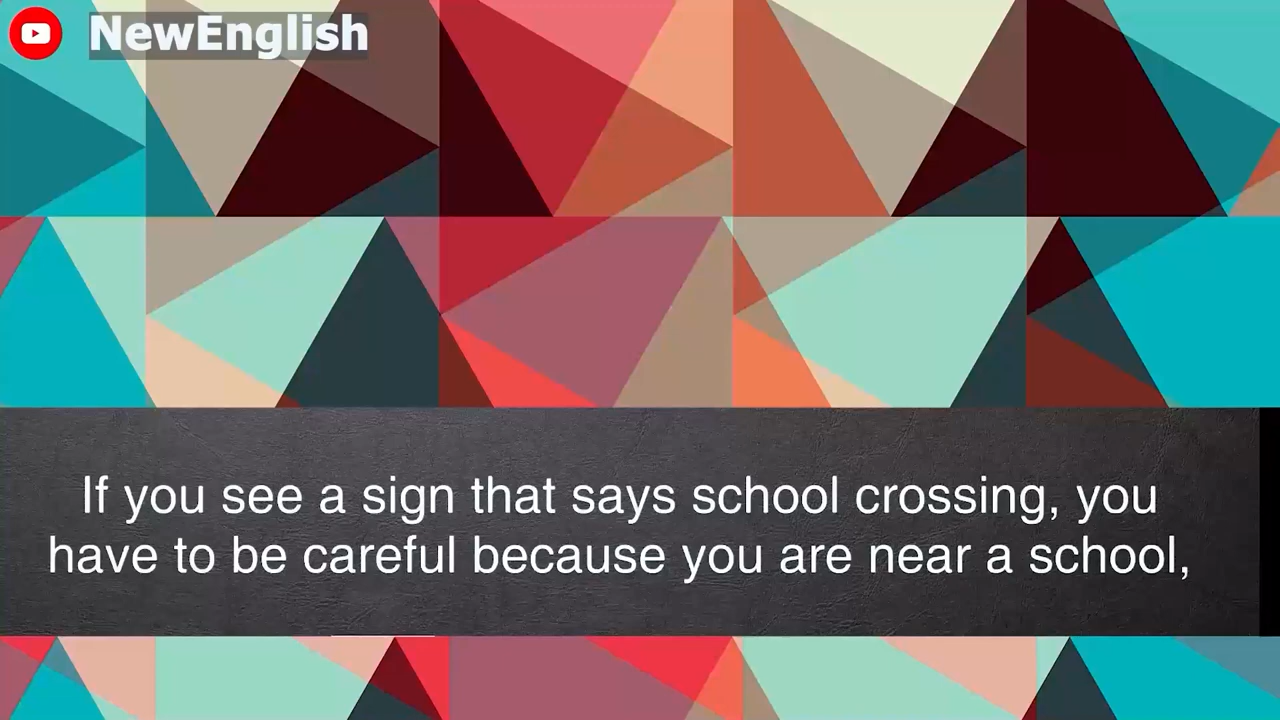 NewEnglish
If you see a sign that says school crossing, you
have to be careful because you are near a school,